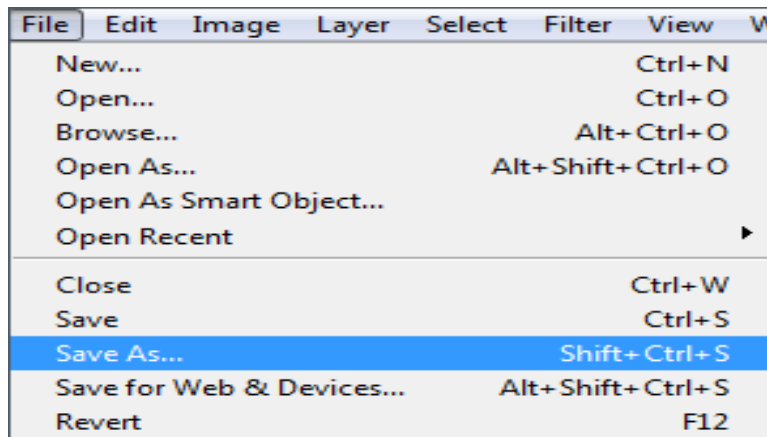 File Edit Image Layer Select Filter View
New... Ctrl+N
Open... Ctrl+O
Browse... Alt+Ctrl+O
Open As... Alt+Shift+Ctrl+O
Open As Smart Object...
Open Recent
Close Ctrl+W
Save Ctrl+S
Save As... Shift+Ctrl+S
Save for Web & Devices... Alt+Shift+Ctrl+S
Revert F12